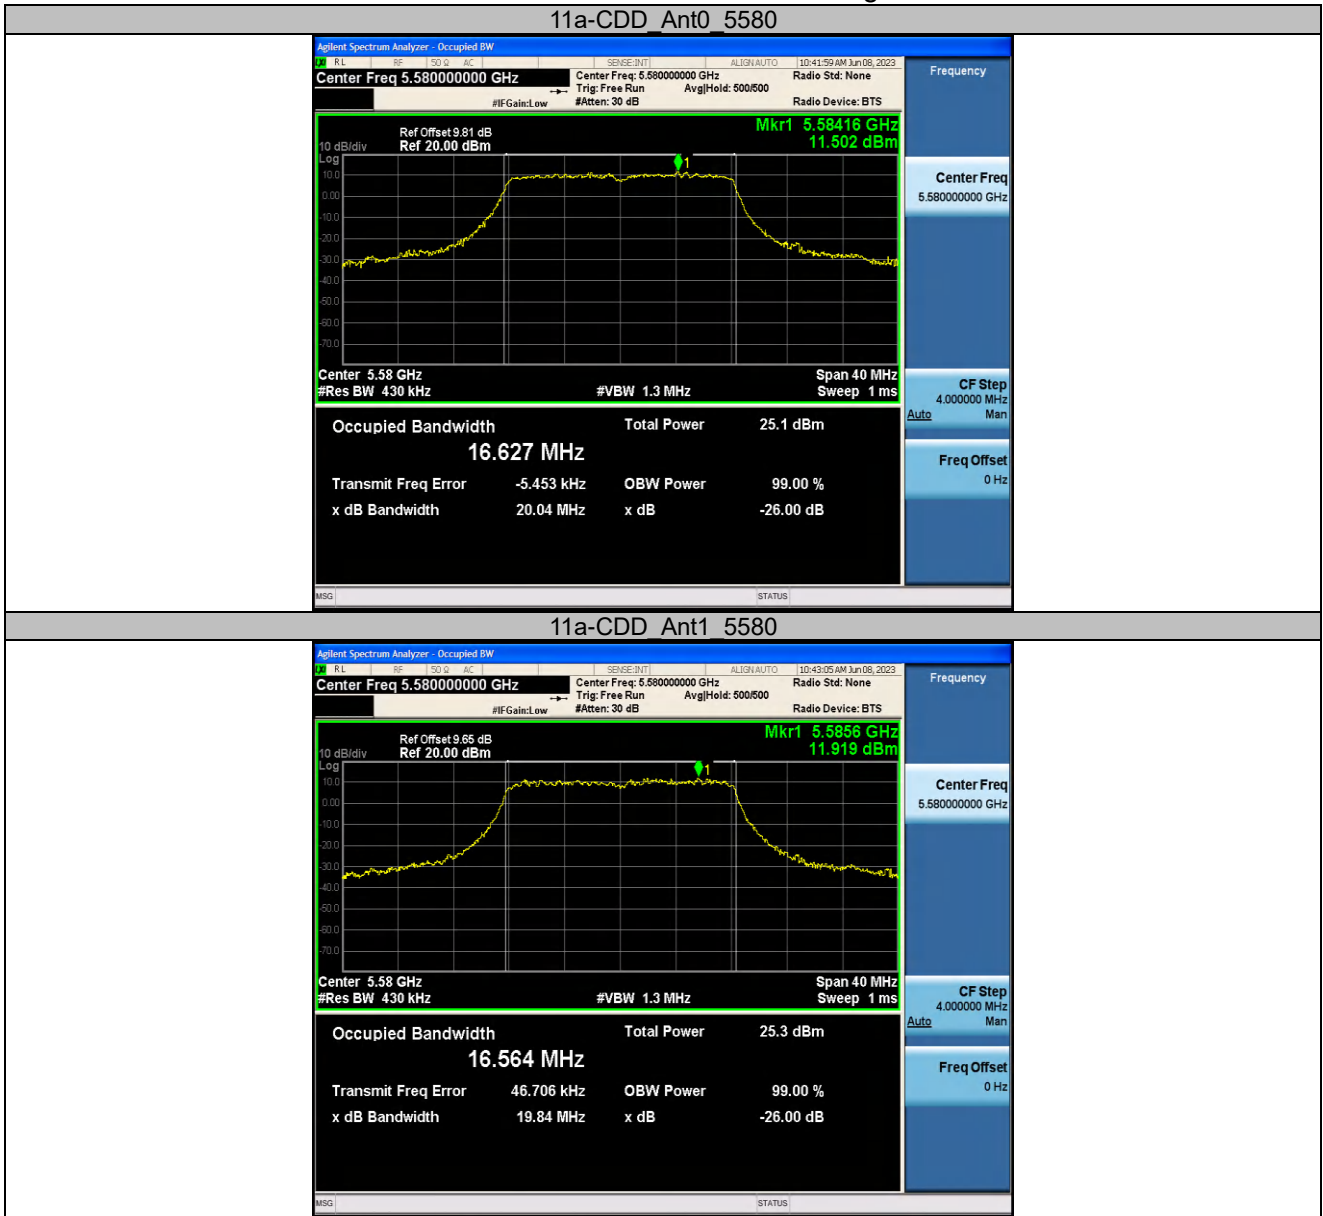 11a-CDD_Ant0_5580
Agilent Spectrum Analyzer - Occupied BW
RL RF 50 Ω AC SENSE:INT ALIGNAUTO 10:41:59 AM Jun 08, 2023
Center Freq 5.580000000 GHz
Center Freq: 5.580000000 GHz
Radio Std: None
Trig: Free Run Avg|Hold: 500/500
#IFGain:Low #Atten: 30 dB Radio Device: BTS
Frequency
Mkr1 5.58416 GHz
11.502 dBm
Ref Offset 9.81 dB
10 dB/div Ref 20.00 dBm
Log
10.0
0.00
-10.0
-20.0
-30.0
-40.0
-50.0
-60.0
-70.0
1
Center 5.58 GHz Span 40 MHz
#Res BW 430 kHz #VBW 1.3 MHz Sweep 1 ms
Center Freq
5.580000000 GHz
CF Step
4.000000 MHz
Auto Man
Freq Offset
0 Hz
Occupied Bandwidth Total Power 25.1 dBm
16.627 MHz
Transmit Freq Error -5.453 kHz OBW Power 99.00 %
x dB Bandwidth 20.04 MHz x dB -26.00 dB
MSG STATUS
11a-CDD_Ant1_5580
Agilent Spectrum Analyzer - Occupied BW
RL RF 50 Ω AC SENSE:INT ALIGNAUTO 10:43:05 AM Jun 08, 2023
Center Freq 5.580000000 GHz
Center Freq: 5.580000000 GHz
Radio Std: None
Trig: Free Run Avg|Hold: 500/500
#IFGain:Low #Atten: 30 dB Radio Device: BTS
Frequency
Mkr1 5.5856 GHz
11.919 dBm
Ref Offset 9.65 dB
10 dB/div Ref 20.00 dBm
Log
10.0
0.00
-10.0
-20.0
-30.0
-40.0
-50.0
-60.0
-70.0
1
Center 5.58 GHz Span 40 MHz
#Res BW 430 kHz #VBW 1.3 MHz Sweep 1 ms
Center Freq
5.580000000 GHz
CF Step
4.000000 MHz
Auto Man
Freq Offset
0 Hz
Occupied Bandwidth Total Power 25.3 dBm
16.564 MHz
Transmit Freq Error 46.706 kHz OBW Power 99.00 %
x dB Bandwidth 19.84 MHz x dB -26.00 dB
MSG STATUS